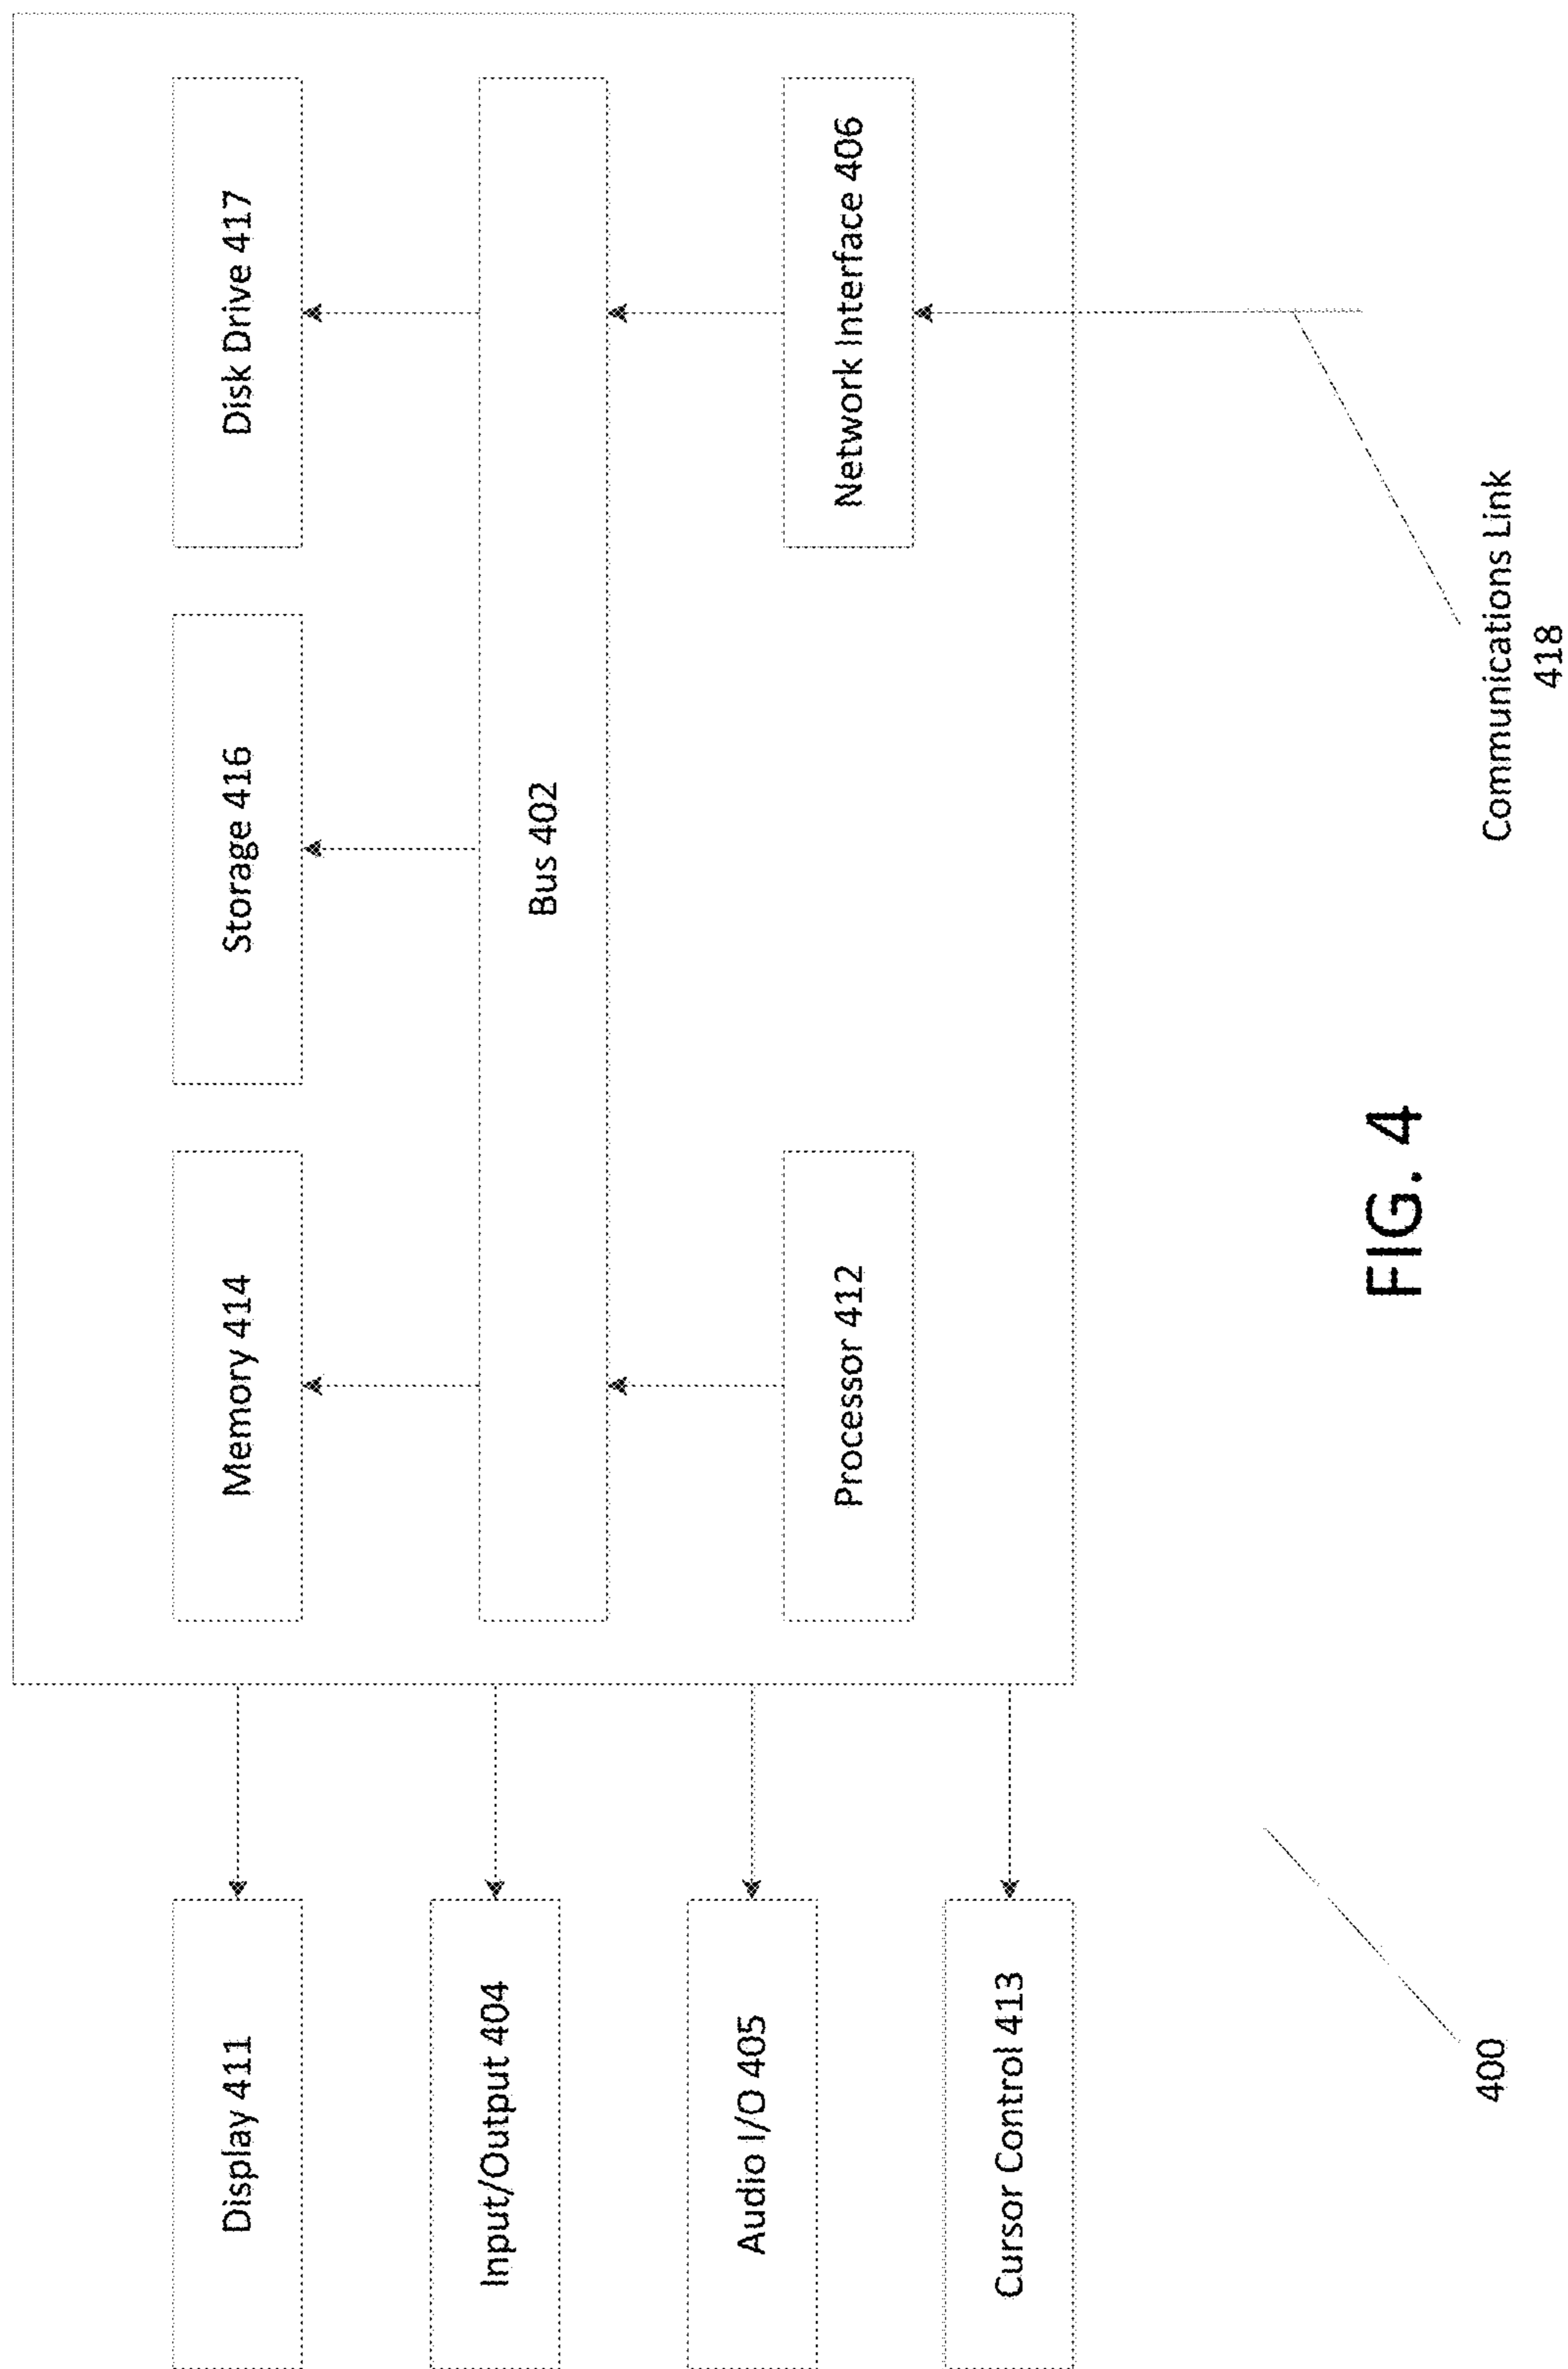 Display 411
Input/Output 404
Audio I/O 405
Cursor Control 413
Memory 414
Storage 416
Disk Drive 417
Bus 402
Processor 412
Network Interface 406
Communications Link
418
400
FIG. 4